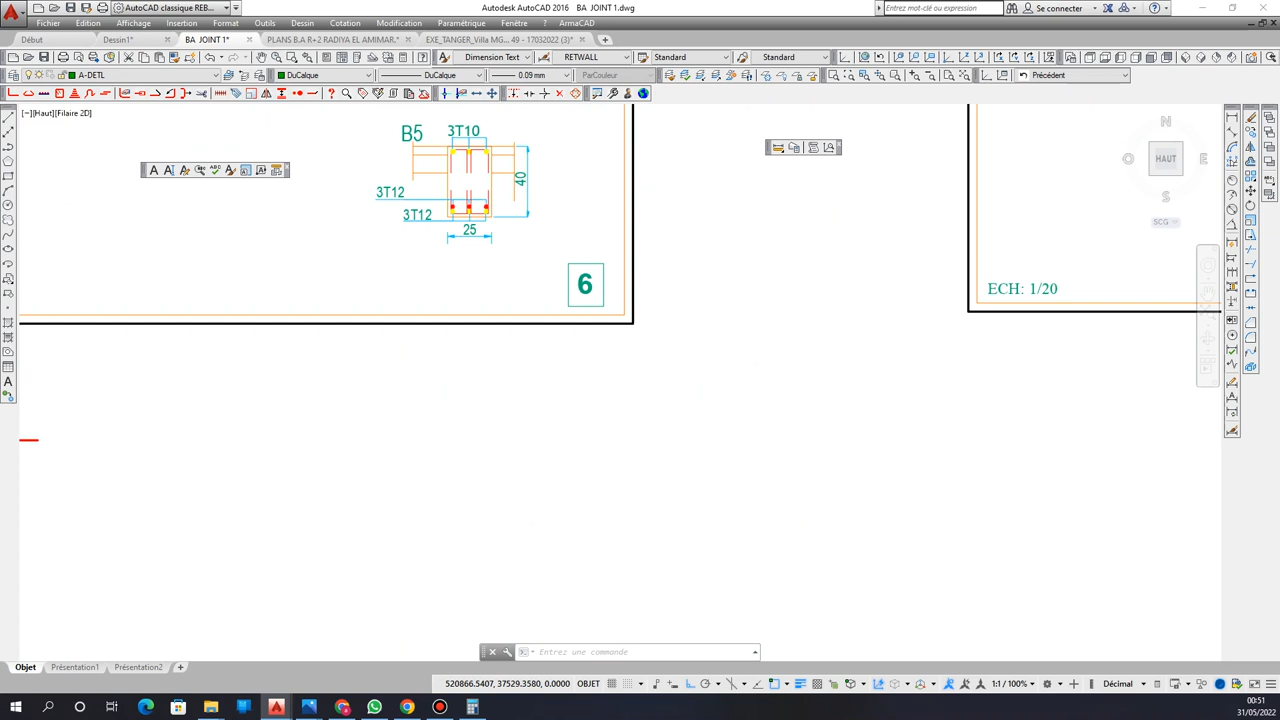 Autodesk AutoCAD 2016 BA JOINT 1.dwg
AutoCAD classique REB...
Entrez mot-clé ou expression
Se connecter
Fichier Edition Affichage Insertion Format Outils Dessin Cotation Modification Paramétrique Fenêtre ? ArmaCAD
Début Dessin1* BA JOINT 1* PLANS B.A R+2 RADIYA EL AMIMAR.* EXE_TANGER_Villa MG... 49 - 17032022 (3)*
Dimension Text RETWALL Standard Standard
A-DETL DuCalque DuCalque 0.09 mm ParCouleur Précédent
[−][Haut][Filaire 2D]
N
O HAUT E
S
SCG
B5 3T10
40
3T12
3T12
25
6
ECH: 1/20
Entrez une commande
Objet Présentation1 Présentation2
520866.5407, 37529.3580, 0.0000 OBJET 1:1 / 100% Décimal
00:51
31/05/2022